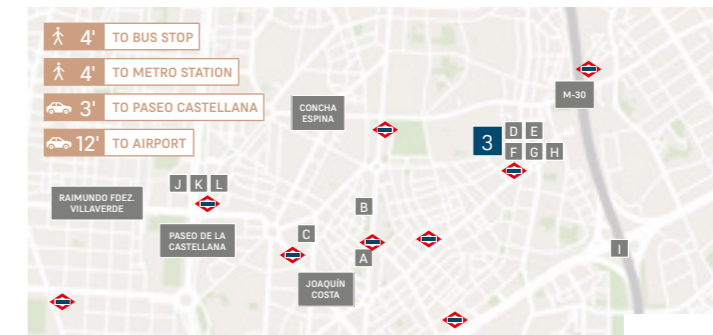 4' TO BUS STOP
4' TO METRO STATION
3' TO PASEO CASTELLANA
12' TO AIRPORT
M-30
CONCHA
ESPINA
3
D E
F G H
J K L
RAIMUNDO FDEZ.
VILLAVERDE
B
PASEO DE LA
CASTELLANA
C
A
I
JOAQUÍN
COSTA